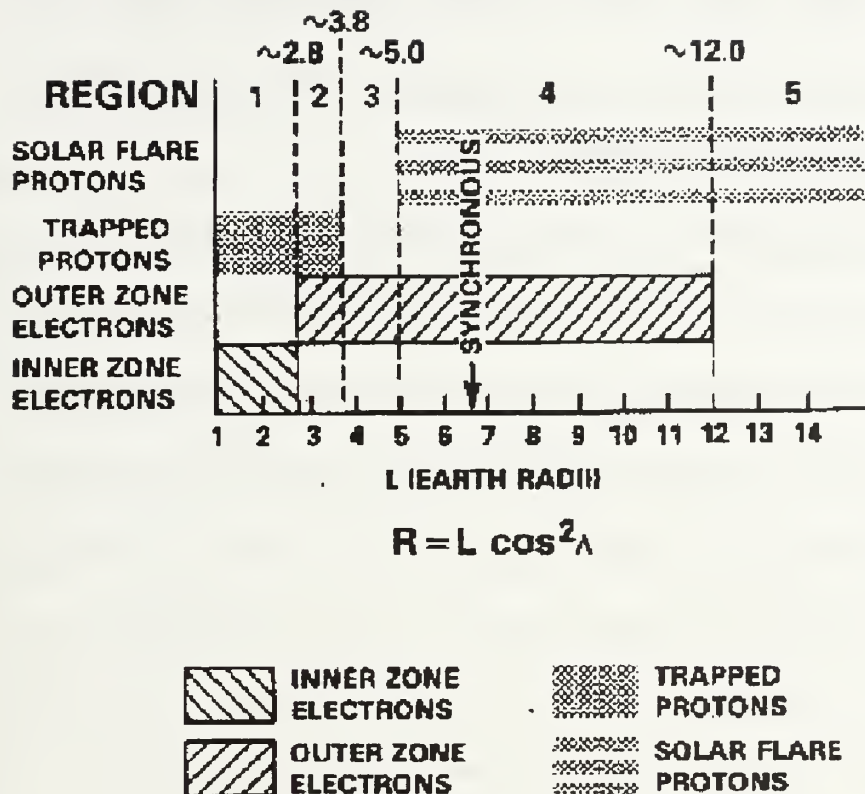 ~3.8
~2.8 ~5.0 ~12.0
REGION 1 2 3 4 5
SOLAR FLARE
PROTONS
TRAPPED
PROTONS
OUTER ZONE
ELECTRONS
INNER ZONE
ELECTRONS
SYNCHRONOUS
1 2 3 4 5 6 7 8 9 10 11 12 13 14
L (EARTH RADII)
R = L cos²Λ
INNER ZONE
ELECTRONS
TRAPPED
PROTONS
OUTER ZONE
ELECTRONS
SOLAR FLARE
PROTONS